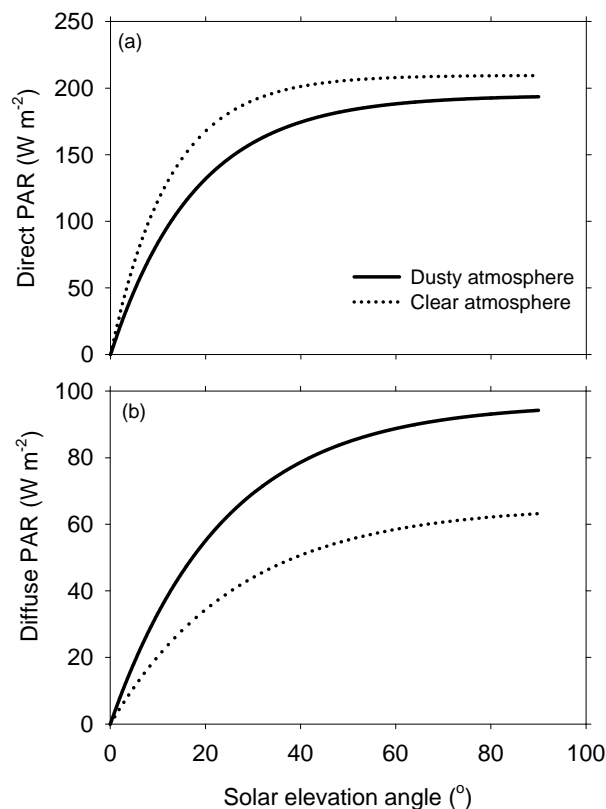 (a)
250
200
150
100
50
0
Direct PAR (W m-2)
Dusty atmosphere
Clear atmosphere
(b)
100
80
60
40
20
0
Diffuse PAR (W m-2)
0 20 40 60 80 100
Solar elevation angle (o)